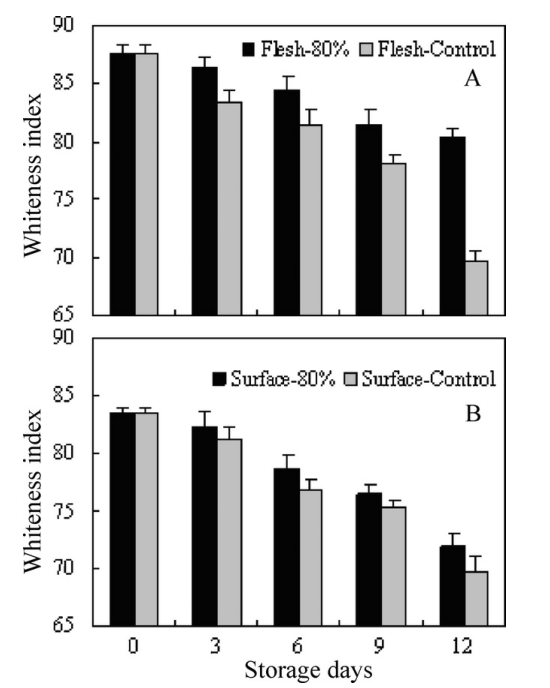 90
Flesh-80% Flesh-Control
A
85
80
75
70
65
Whiteness index
90
Surface-80% Surface-Control
B
85
80
75
70
65
Whiteness index
0 3 6 9 12
Storage days